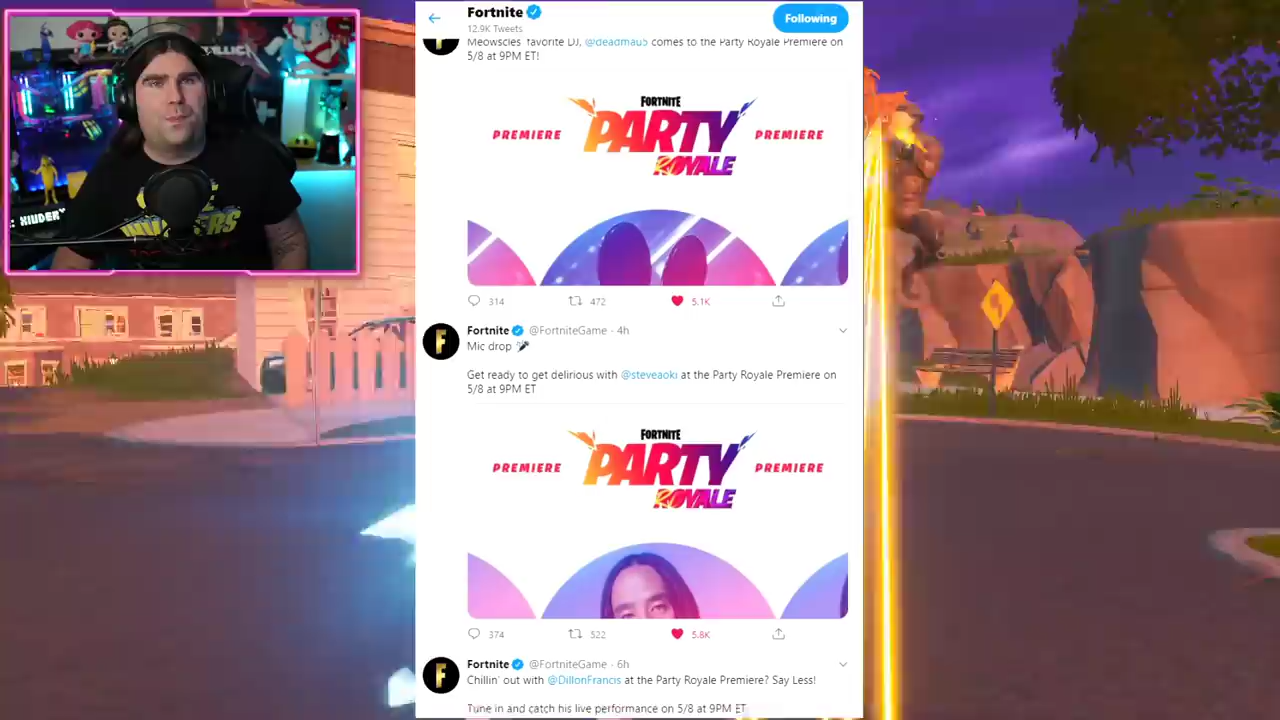 Fortnite
12.9K Tweets
Following
Meowscles' favorite DJ, @deadmau5 comes to the Party Royale Premiere on
5/8 at 9PM ET!
FORTNITE
PREMIERE PARTY PREMIERE
ROYALE
314 472 5.1K
Fortnite @FortniteGame · 4h
Mic drop
Get ready to get delirious with @steveaoki at the Party Royale Premiere on
5/8 at 9PM ET
FORTNITE
PREMIERE PARTY PREMIERE
ROYALE
374 522 5.8K
Fortnite @FortniteGame · 6h
Chillin' out with @DillonFrancis at the Party Royale Premiere? Say Less!
Tune in and catch his live performance on 5/8 at 9PM ET